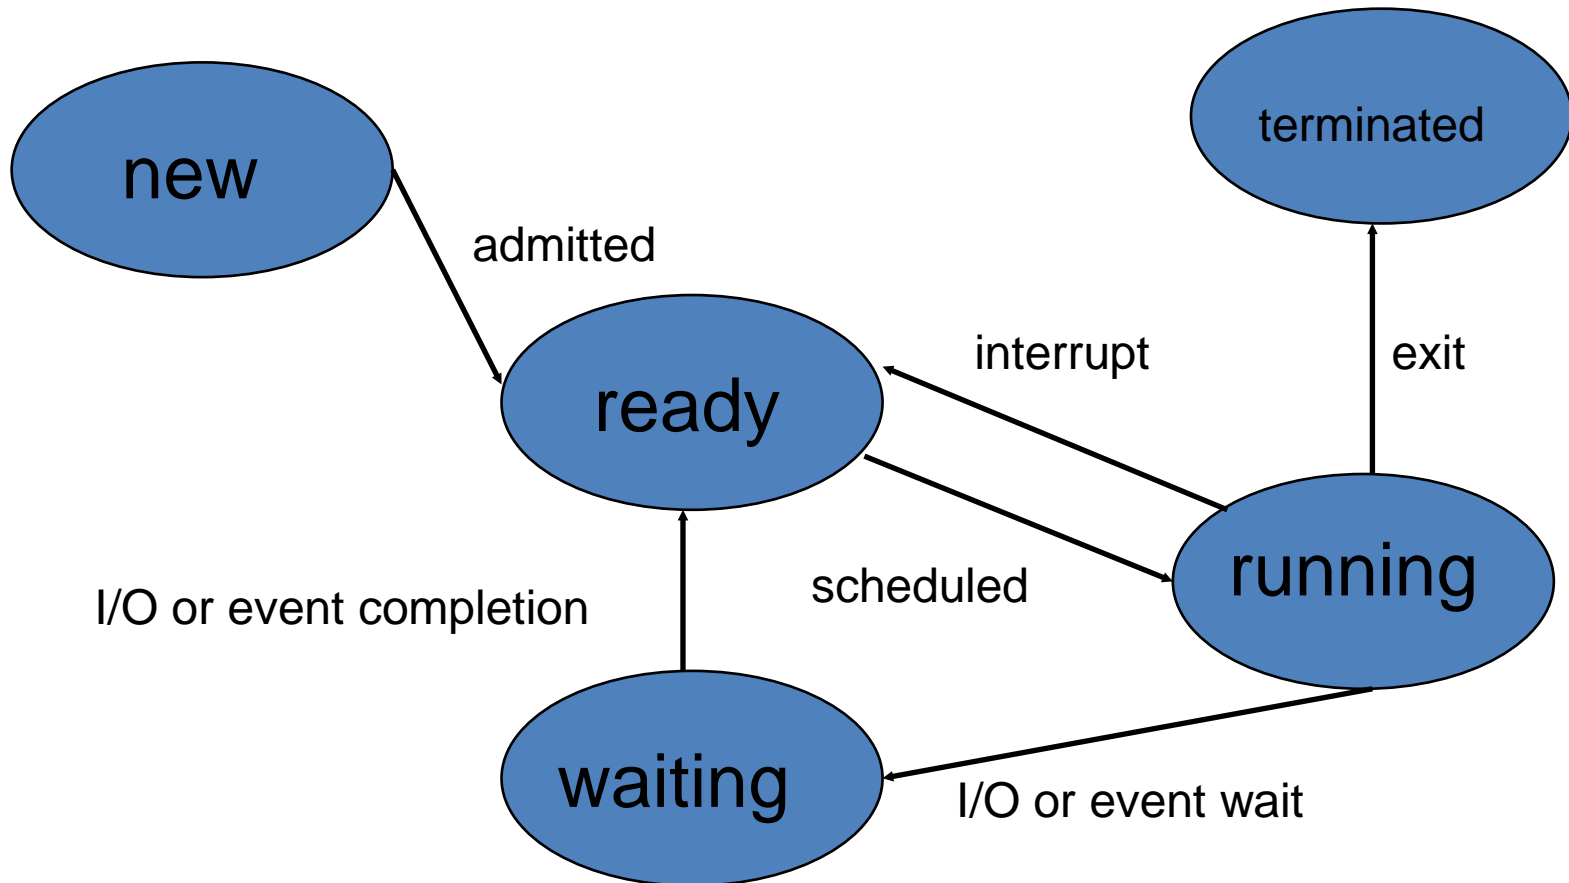 terminated
new
admitted
interrupt
exit
ready
running
scheduled
I/O or event completion
waiting
I/O or event wait